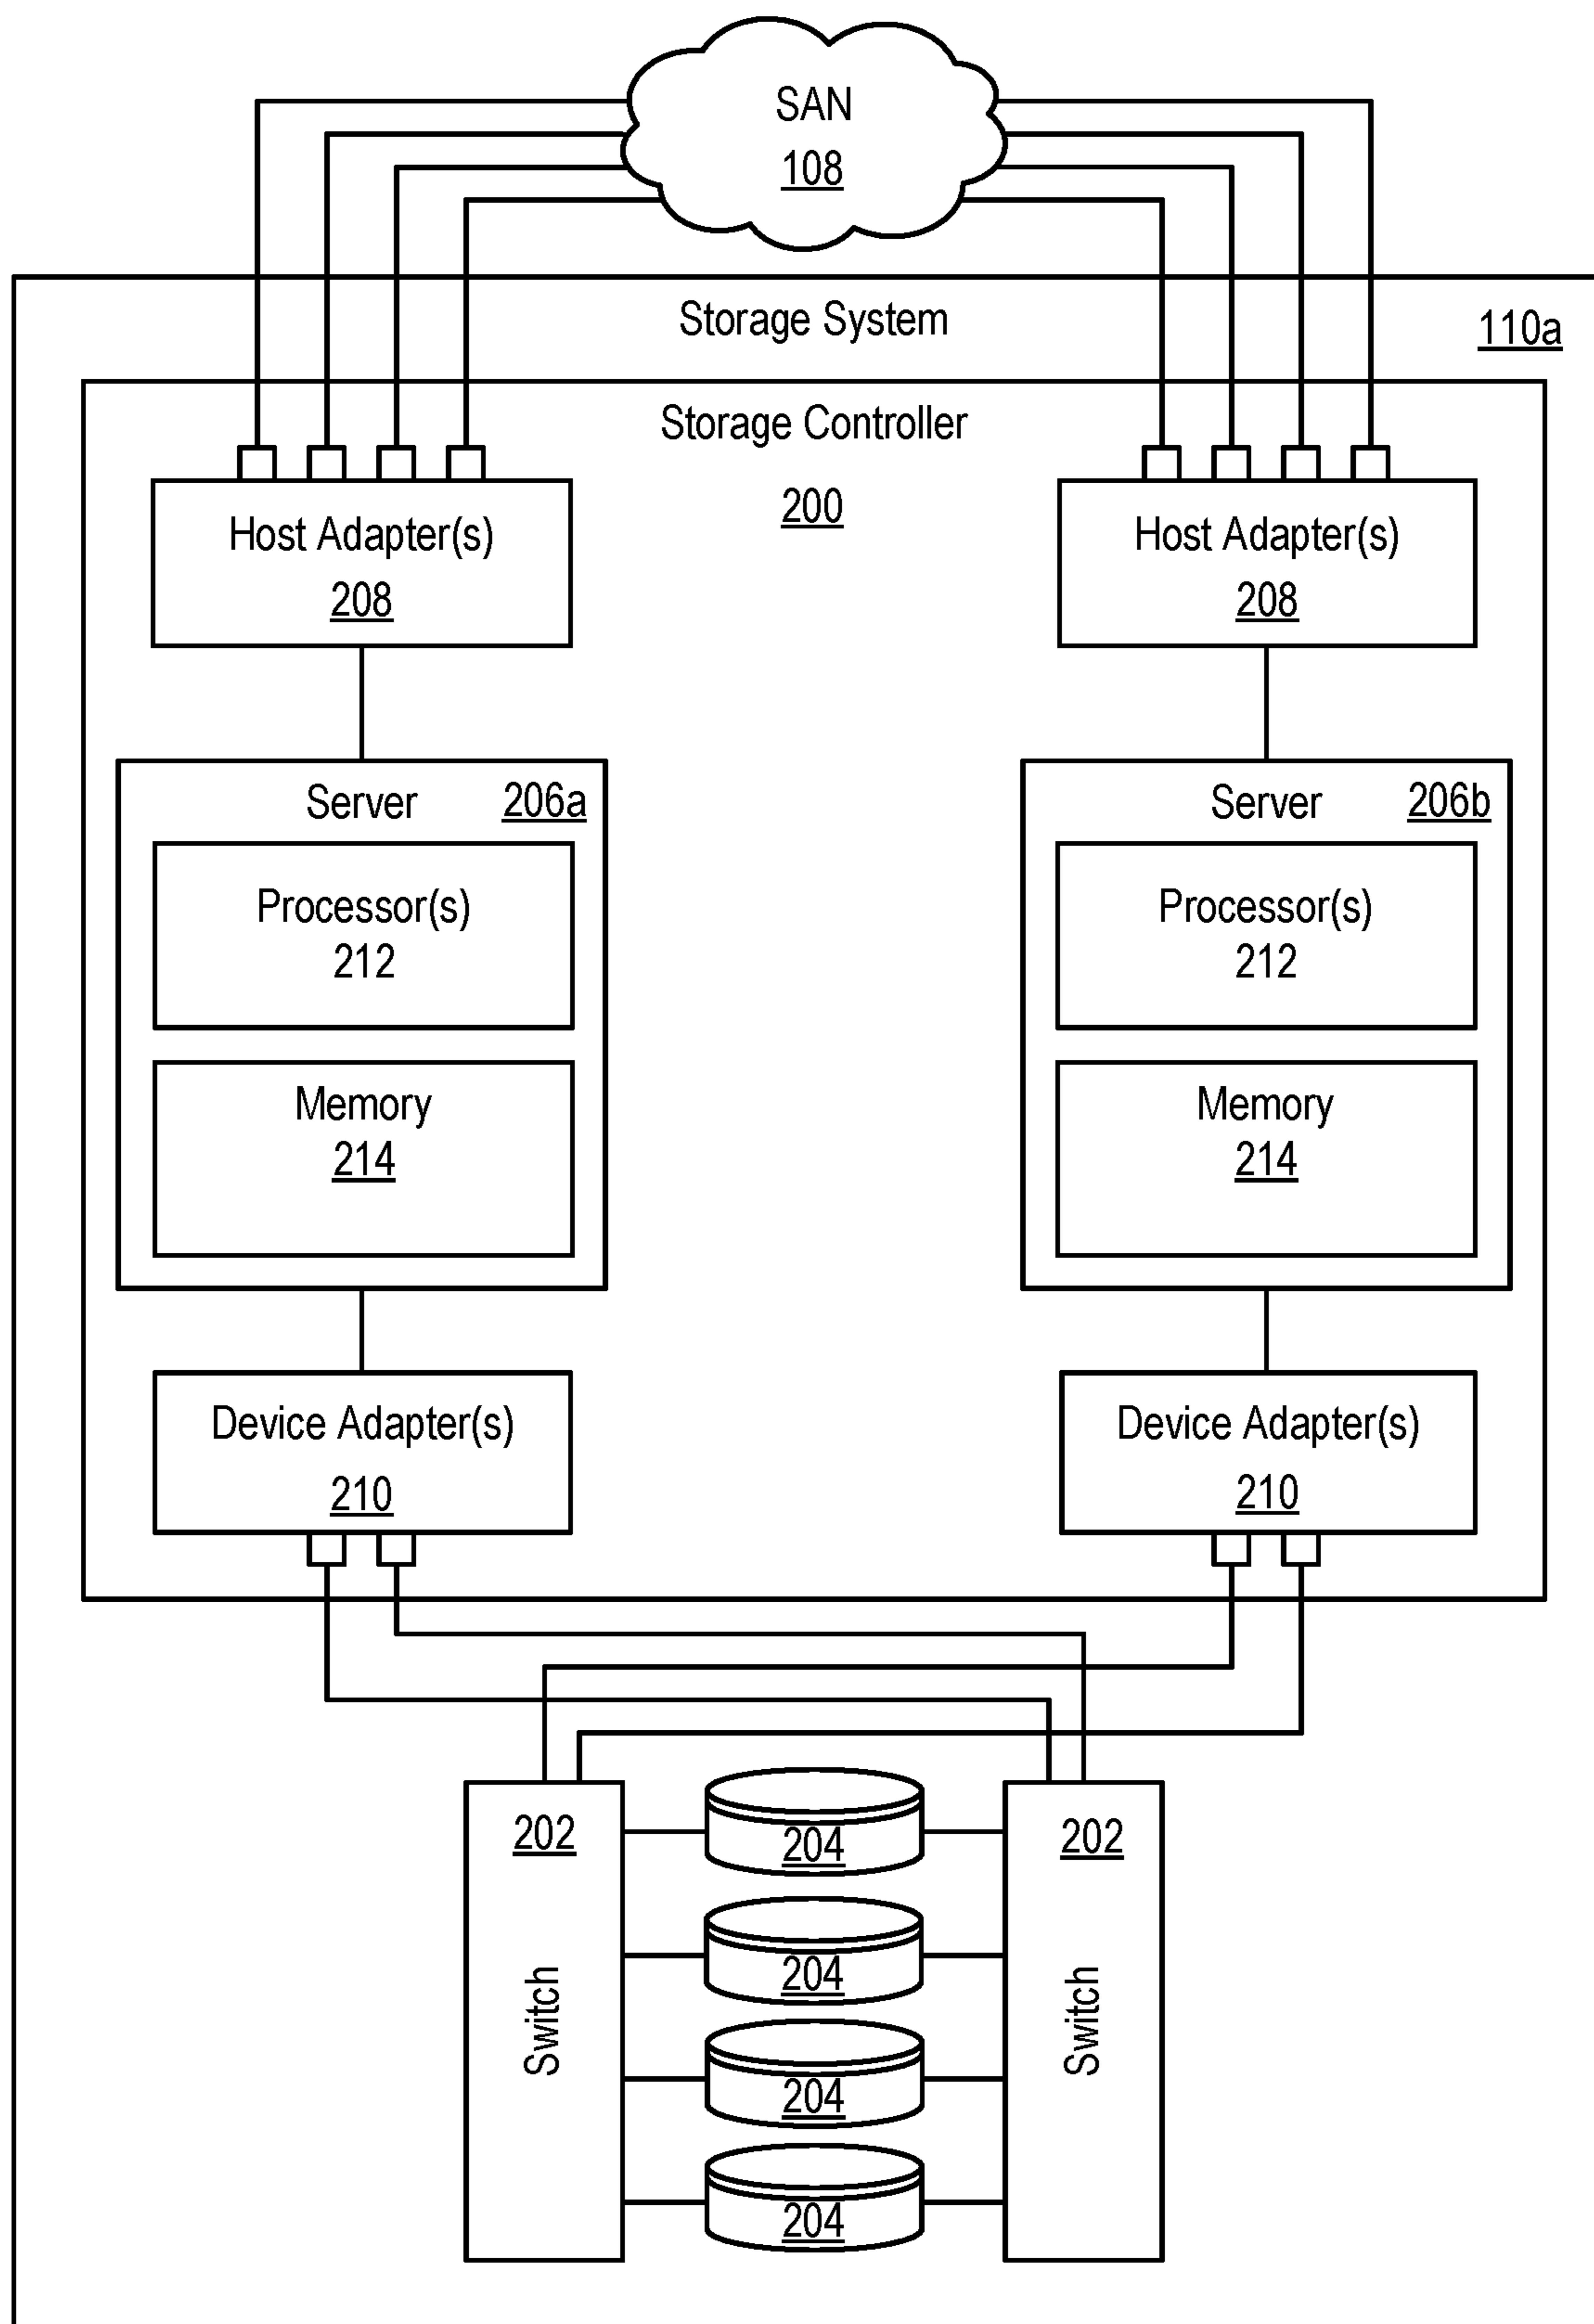 SAN
108
Storage System
110a
Storage Controller
200
Host Adapter(s)
208
Host Adapter(s)
208
Server 206a
Processor(s)
212
Memory
214
Server 206b
Processor(s)
212
Memory
214
Device Adapter(s)
210
Device Adapter(s)
210
202
Switch
204
204
204
204
202
Switch